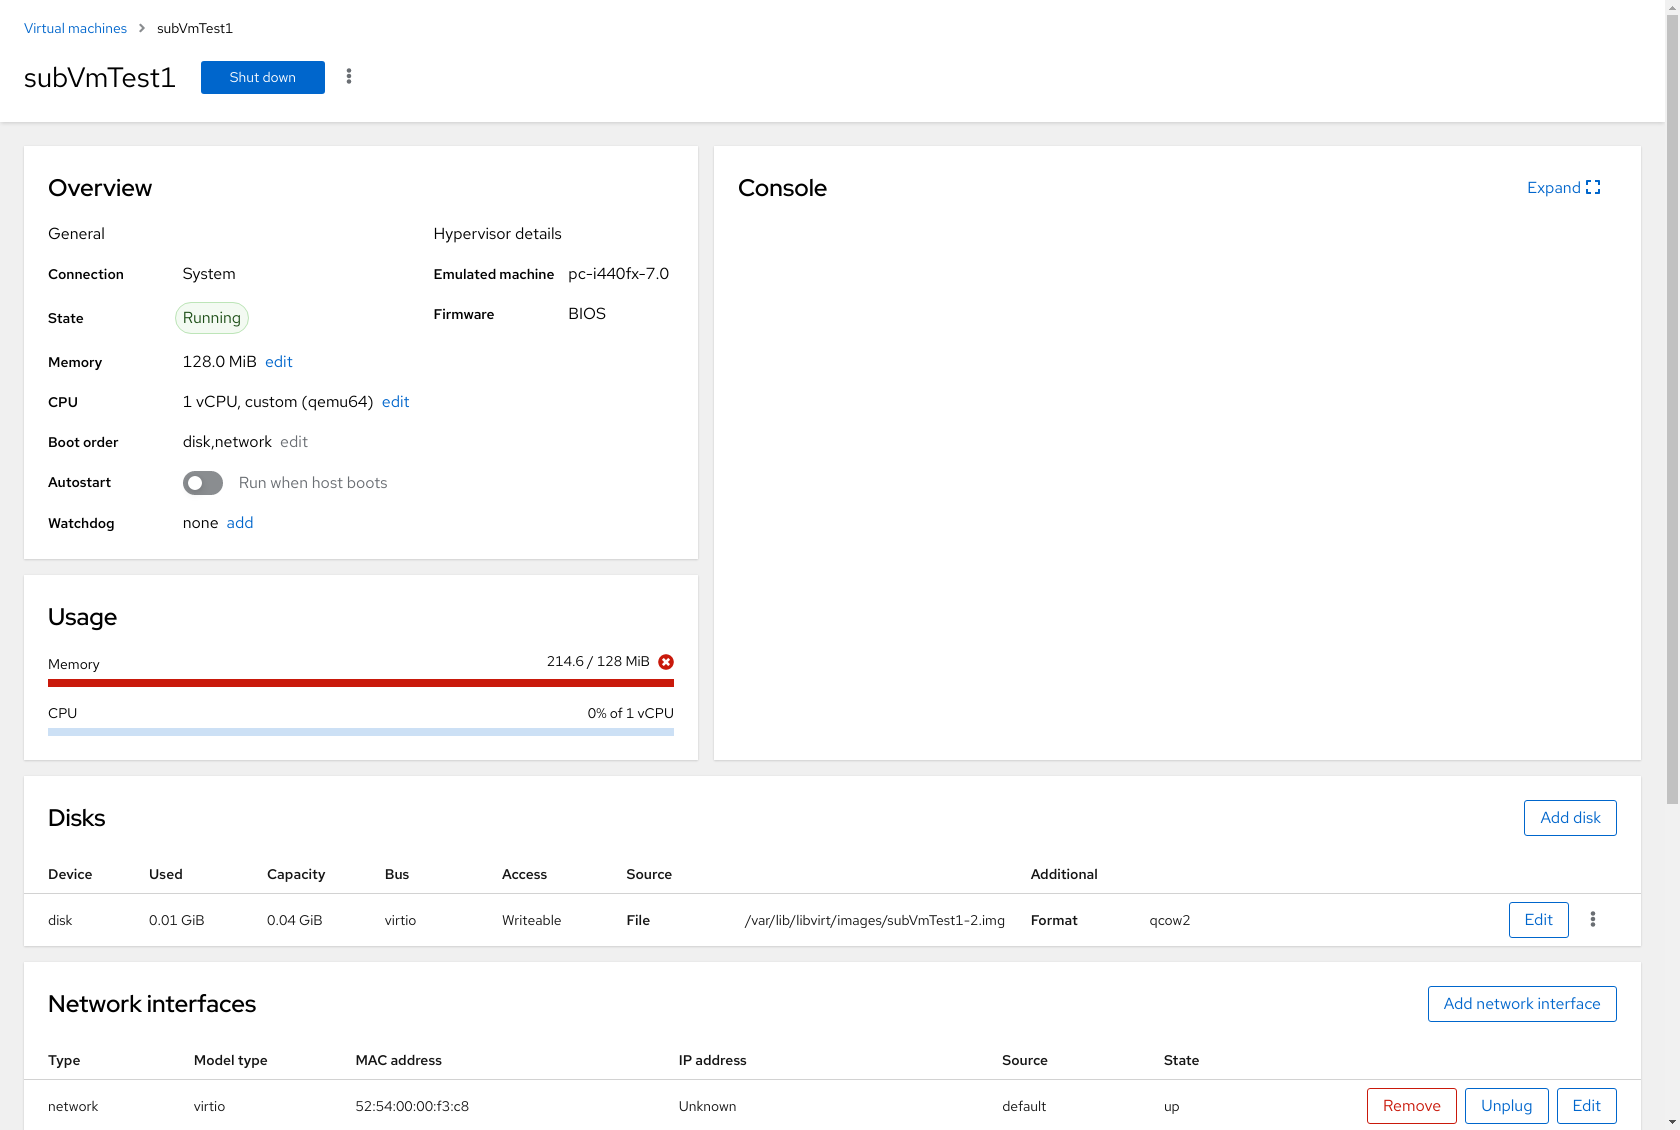 Virtual machines > subVmTest1
subVmTest1 Shut down
Overview
General Hypervisor details
Connection System Emulated machine pc-i440fx-7.0
State Running Firmware BIOS
Memory 128.0 MiB edit
CPU 1 vCPU, custom (qemu64) edit
Boot order disk,network edit
Autostart Run when host boots
Watchdog none add
Console Expand
Usage
Memory 214.6 / 128 MiB
CPU 0% of 1 vCPU
Disks Add disk
Device Used Capacity Bus Access Source Additional
disk 0.01 GiB 0.04 GiB virtio Writeable File /var/lib/libvirt/images/subVmTest1-2.img Format qcow2 Edit
Network interfaces Add network interface
Type Model type MAC address IP address Source State
network virtio 52:54:00:00:f3:c8 Unknown default up Remove Unplug Edit